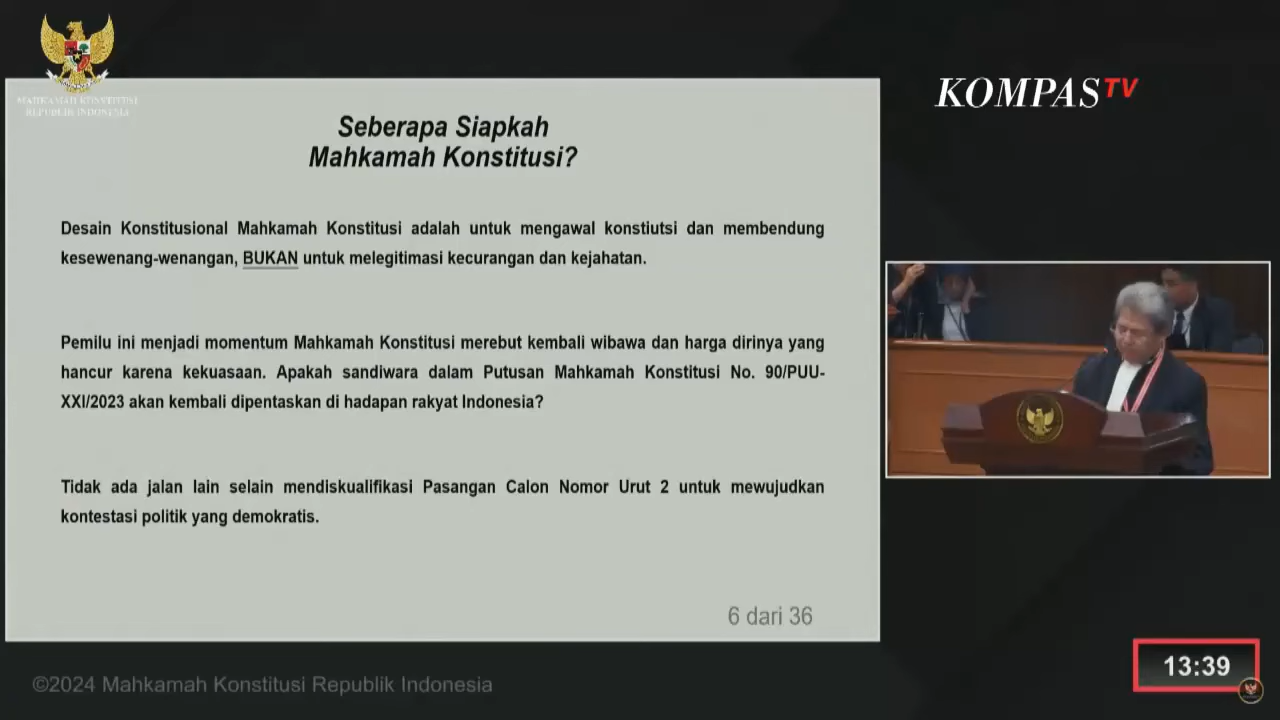 MAHKAMAH KONSTITUSI
REPUBLIK INDONESIA
KOMPAS TV
Seberapa Siapkah
Mahkamah Konstitusi?
Desain Konstitusional Mahkamah Konstitusi adalah untuk mengawal konstiutsi dan membendung
kesewenang-wenangan, BUKAN untuk melegitimasi kecurangan dan kejahatan.
Pemilu ini menjadi momentum Mahkamah Konstitusi merebut kembali wibawa dan harga dirinya yang
hancur karena kekuasaan. Apakah sandiwara dalam Putusan Mahkamah Konstitusi No. 90/PUU-
XXI/2023 akan kembali dipentaskan di hadapan rakyat Indonesia?
Tidak ada jalan lain selain mendiskualifikasi Pasangan Calon Nomor Urut 2 untuk mewujudkan
kontestasi politik yang demokratis.
6 dari 36
13:39
©2024 Mahkamah Konstitusi Republik Indonesia